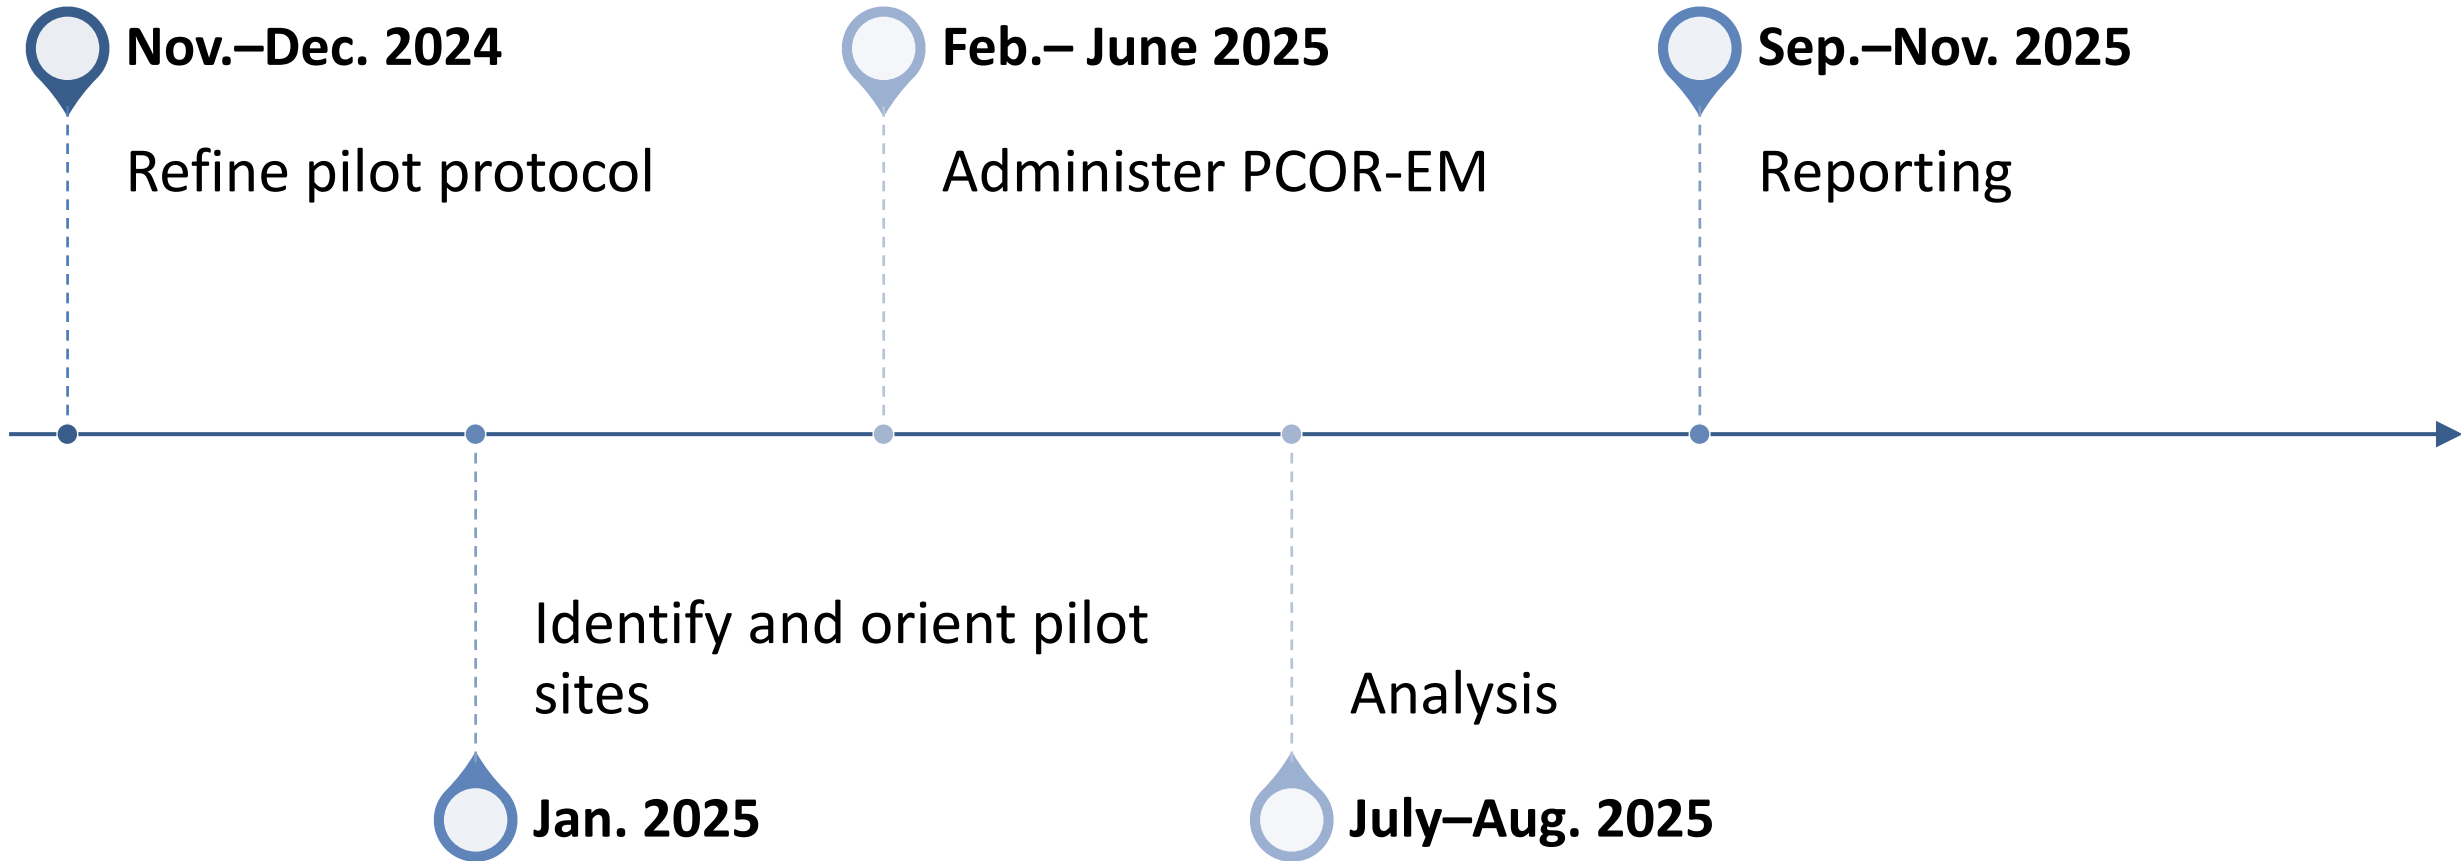 Nov.–Dec. 2024
Refine pilot protocol
Feb.– June 2025
Administer PCOR-EM
Sep.–Nov. 2025
Reporting
Identify and orient pilot
sites
Jan. 2025
Analysis
July–Aug. 2025